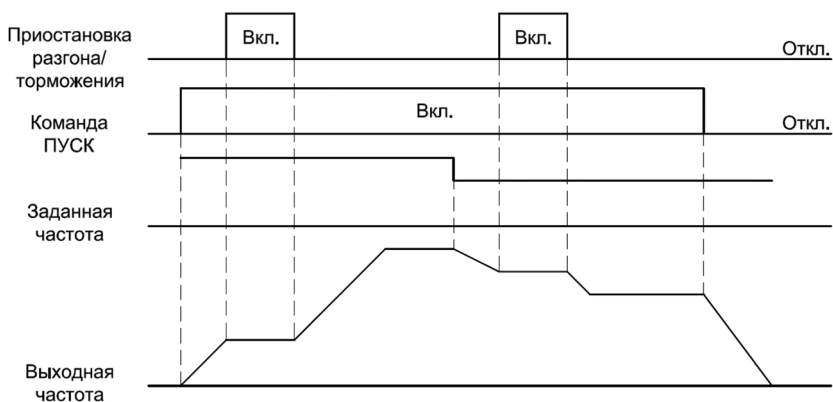 Приостановка
разгона/
торможения
Вкл.
Вкл.
Откл.
Команда
ПУСК
Вкл.
Откл.
Заданная
частота
Выходная
частота